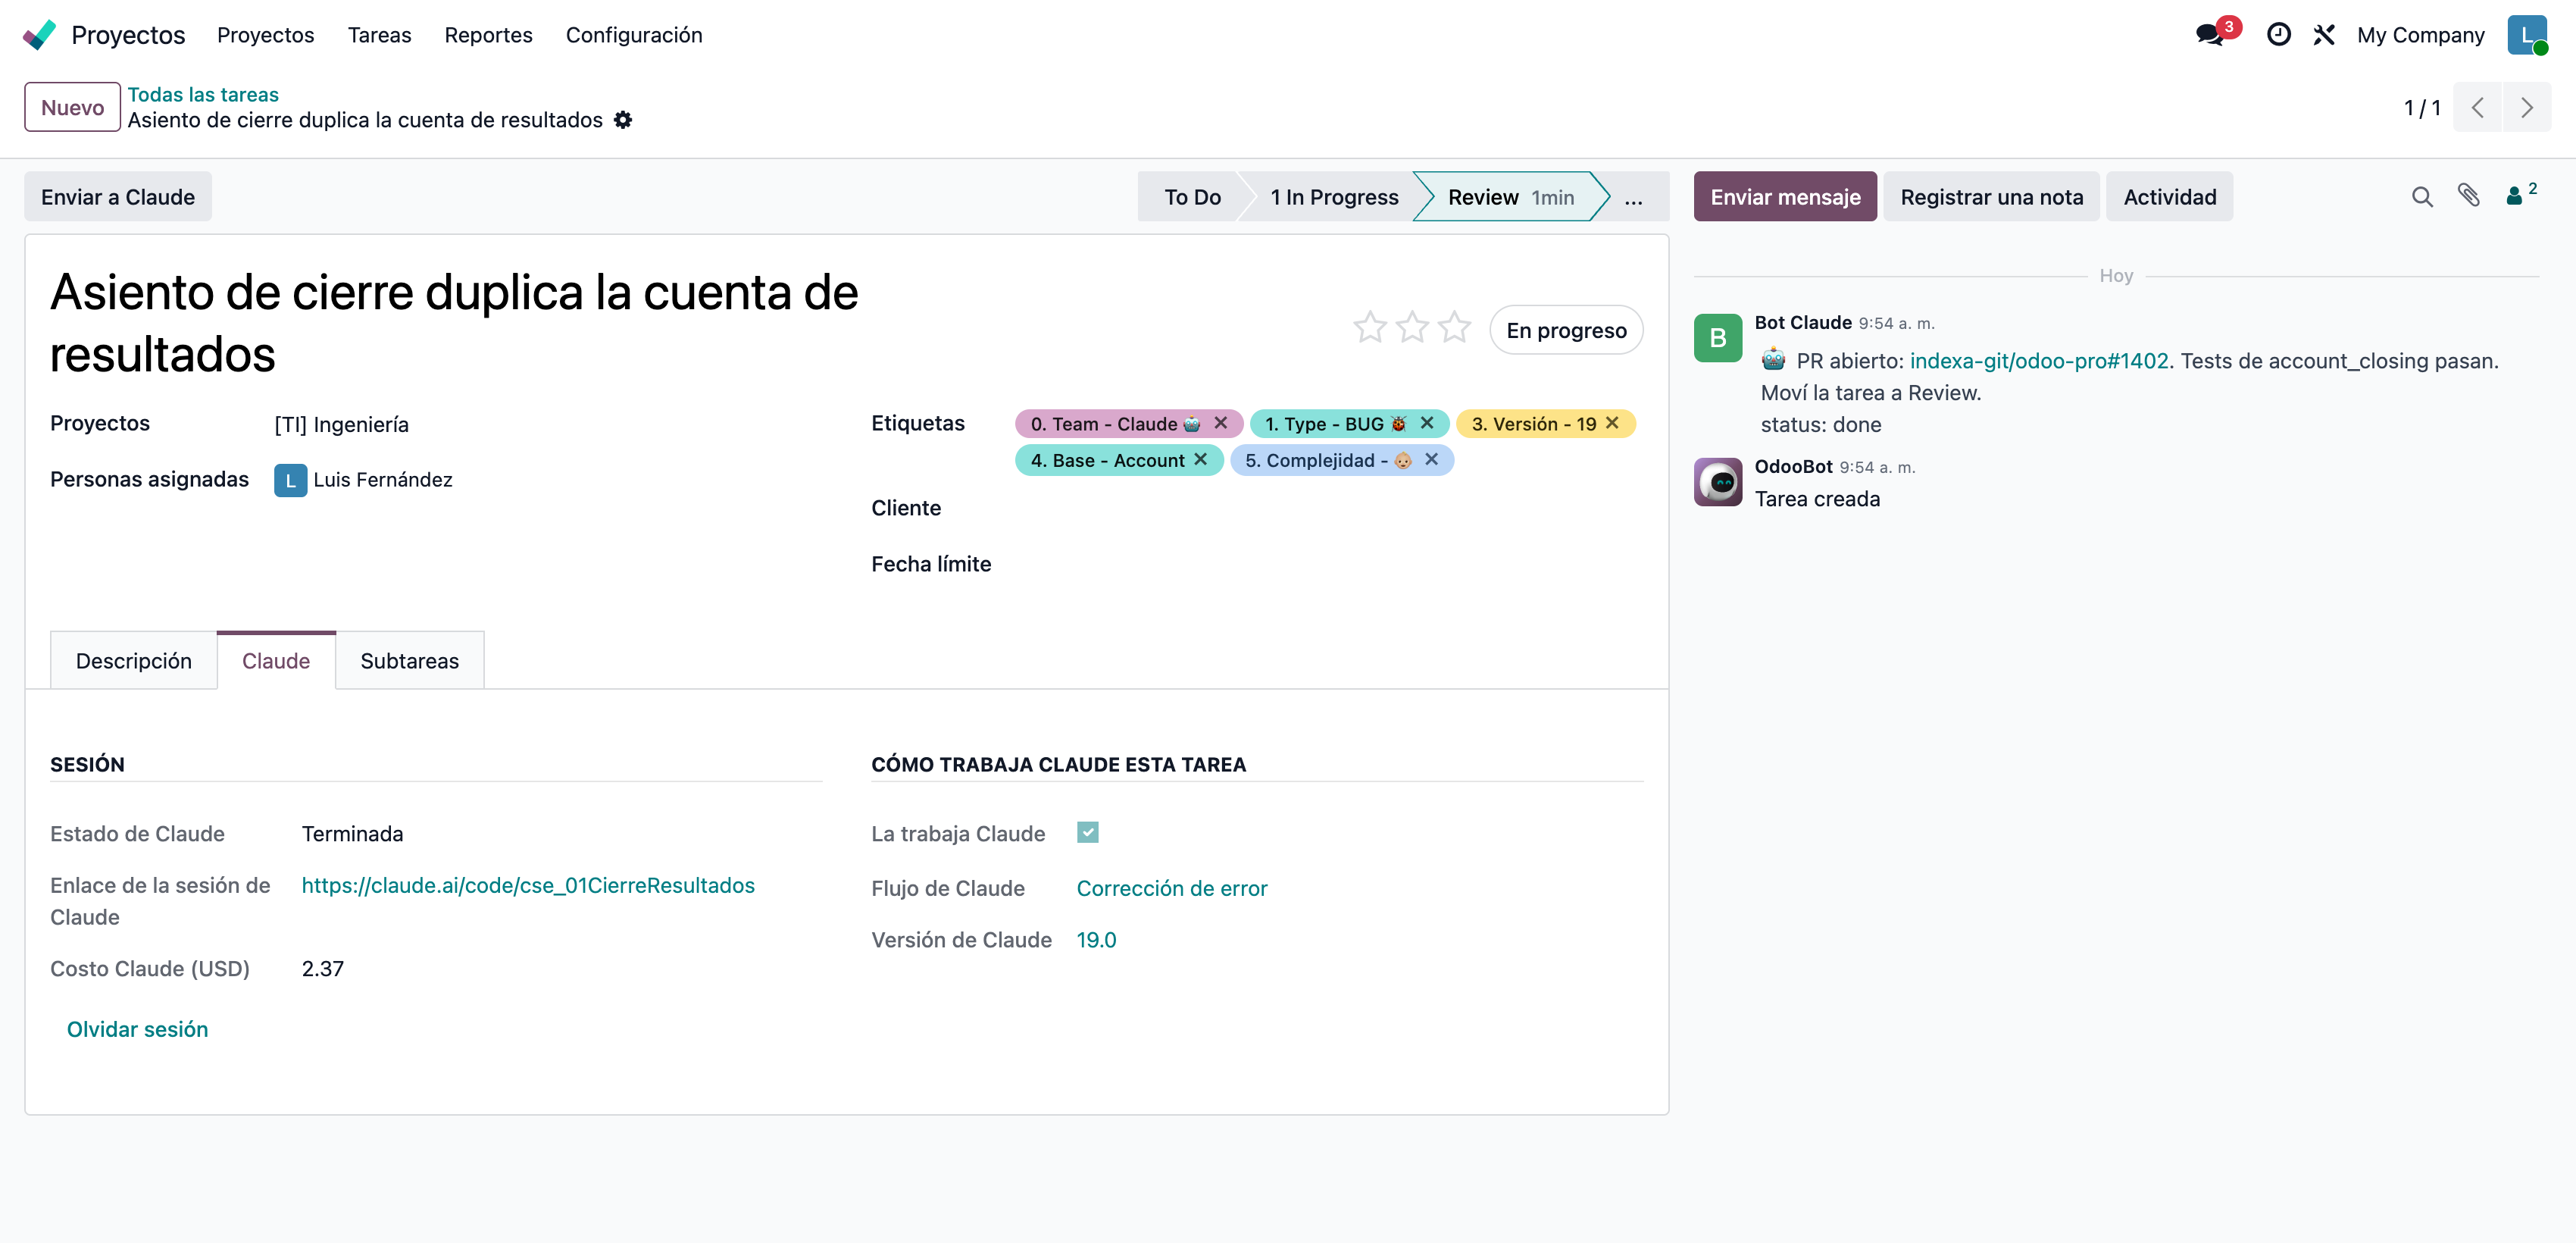 Proyectos Proyectos Tareas Reportes Configuración 3 My Company L
Nuevo Todas las tareas
Asiento de cierre duplica la cuenta de resultados
1 / 1
Enviar a Claude To Do 1 In Progress Review 1min ... Enviar mensaje Registrar una nota Actividad 2
Asiento de cierre duplica la cuenta de
resultados
En progreso
Proyectos [TI] Ingeniería
Personas asignadas L Luis Fernández
Etiquetas 0. Team - Claude 🤖 × 1. Type - BUG 🐞 × 3. Versión - 19 ×
4. Base - Account × 5. Complejidad - 👶🏼 ×
Cliente
Fecha límite
Descripción Claude Subtareas
SESIÓN
Estado de Claude Terminada
Enlace de la sesión de https://claude.ai/code/cse_01CierreResultados
Claude
Costo Claude (USD) 2.37
Olvidar sesión
CÓMO TRABAJA CLAUDE ESTA TAREA
La trabaja Claude
Flujo de Claude Corrección de error
Versión de Claude 19.0
Hoy
B Bot Claude 9:54 a. m.
🤖 PR abierto: indexa-git/odoo-pro#1402. Tests de account_closing pasan.
Moví la tarea a Review.
status: done
OdooBot 9:54 a. m.
Tarea creada